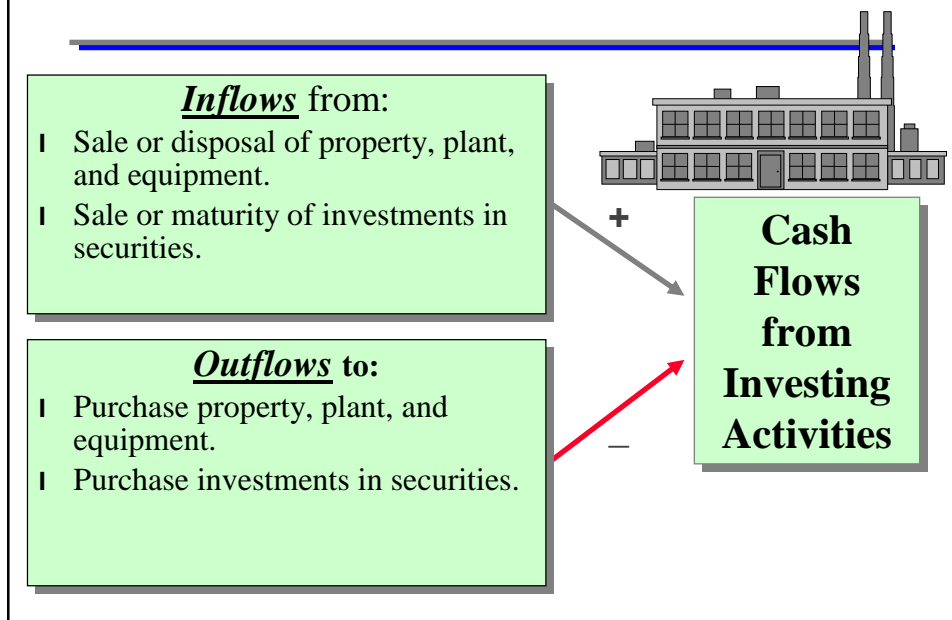 Inflows from:
l Sale or disposal of property, plant,
and equipment.
l Sale or maturity of investments in
securities.
+
Cash
Flows
from
Investing
Activities
Outflows to:
l Purchase property, plant, and
equipment.
l Purchase investments in securities.
–